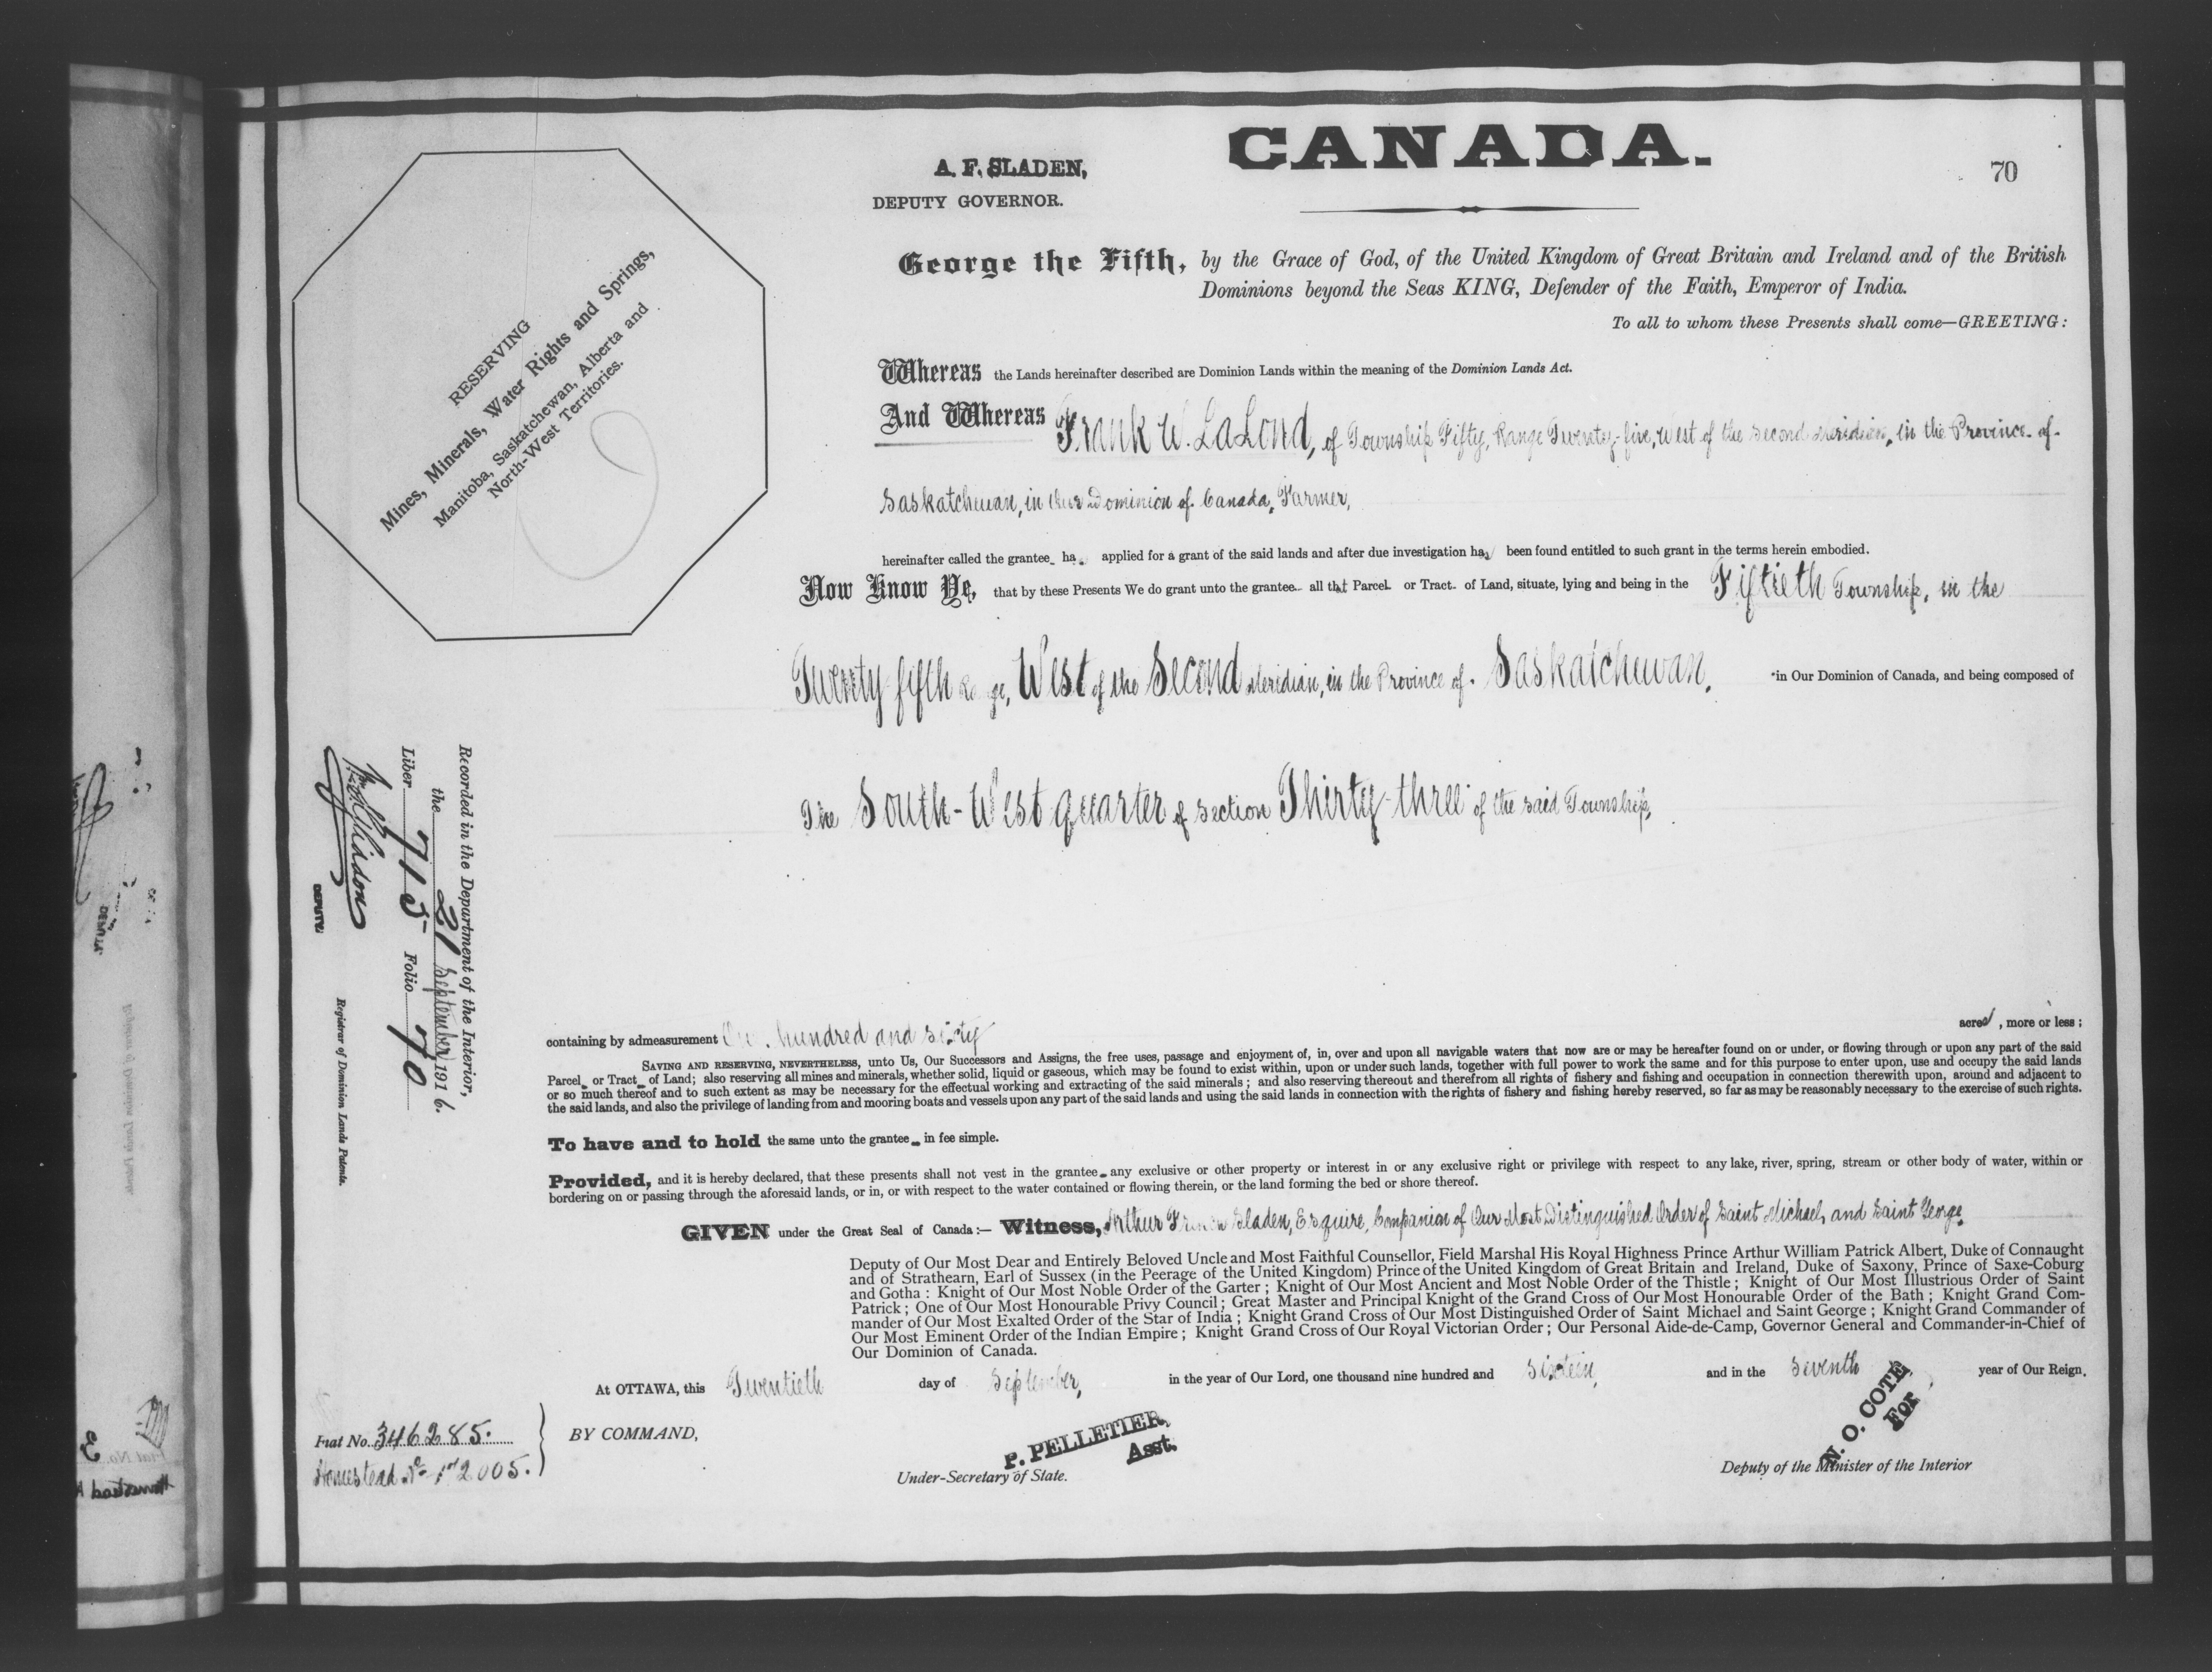 CANADA.
A. F. SLADEN,
DEPUTY GOVERNOR.
70
RESERVING
Mines, Minerals, Water Rights and Springs,
Manitoba, Saskatchewan, Alberta and
North-West Territories.
George the Fifth, by the Grace of God, of the United Kingdom of Great Britain and Ireland and of the British
Dominions beyond the Seas KING, Defender of the Faith, Emperor of India.
To all to whom these Presents shall come—GREETING:
Whereas the Lands hereinafter described are Dominion Lands within the meaning of the Dominion Lands Act.
And Whereas Frank W. LaLond, of Township Fifty, Range Twenty-five, West of the Second Meridian, in the Province of
Saskatchewan, in Our Dominion of Canada, Farmer,
hereinafter called the grantee has applied for a grant of the said lands and after due investigation has been found entitled to such grant in the terms herein embodied.
Now Know Ye, that by these Presents We do grant unto the grantee all that Parcel or Tract of Land, situate, lying and being in the Fiftieth Township, in the
Twenty-fifth Range, West of the Second Meridian, in the Province of Saskatchewan, in Our Dominion of Canada, and being composed of
The South-West quarter of Section Thirty-three of the said Township,
containing by admeasurement One hundred and sixty acres, more or less;
SAVING AND RESERVING, NEVERTHELESS, unto Us, Our Successors and Assigns, the free uses, passage and enjoyment of, in, over and upon all navigable waters that now are or may be hereafter found on or under, or flowing through or upon any part of the said
Parcel or Tract of Land; also reserving all mines and minerals, whether solid, liquid or gaseous, which may be found to exist within, upon or under such lands, together with full power to work the same and for this purpose to enter upon, use and occupy the said lands
or so much thereof and to such extent as may be necessary for the effectual working and extracting of the said minerals; and also reserving thereout and therefrom all rights of fishery and fishing and occupation in connection therewith upon, around and adjacent to
the said lands, and also the privilege of landing from and mooring boats and vessels upon any part of the said lands and using the said lands in connection with the rights of fishery and fishing hereby reserved, so far as may be reasonably necessary to the exercise of such rights.
To have and to hold the same unto the grantee in fee simple.
Provided, and it is hereby declared, that these presents shall not vest in the grantee any exclusive or other property or interest in or any exclusive right or privilege with respect to any lake, river, spring, stream or other body of water, within or
bordering on or passing through the aforesaid lands, or in, or with respect to the water contained or flowing therein, or the land forming the bed or shore thereof.
GIVEN under the Great Seal of Canada:— Witness, Arthur French Sladen, Esquire, Companion of Our Most Distinguished Order of Saint Michael and Saint George
Deputy of Our Most Dear and Entirely Beloved Uncle and Most Faithful Counsellor, Field Marshal His Royal Highness Prince Arthur William Patrick Albert, Duke of Connaught
and of Strathearn, Earl of Sussex (in the Peerage of the United Kingdom) Prince of the United Kingdom of Great Britain and Ireland, Duke of Saxony, Prince of Saxe-Coburg
and Gotha: Knight of Our Most Noble Order of the Garter; Knight of Our Most Ancient and Most Noble Order of the Thistle; Knight of Our Most Illustrious Order of Saint
Patrick; One of Our Most Honourable Privy Council; Great Master and Principal Knight of the Grand Cross of Our Most Honourable Order of the Bath; Knight Grand Com-
mander of Our Most Exalted Order of the Star of India; Knight Grand Cross of Our Most Distinguished Order of Saint Michael and Saint George; Knight Grand Commander of
Our Most Eminent Order of the Indian Empire; Knight Grand Cross of Our Royal Victorian Order; Our Personal Aide-de-Camp, Governor General and Commander-in-Chief of
Our Dominion of Canada.
At OTTAWA, this Twentieth day of September, in the year of Our Lord, one thousand nine hundred and sixteen, and in the Seventh year of Our Reign.
BY COMMAND,
P. PELLETIER,
Asst.
Under-Secretary of State.
N. O. COTE,
For
Deputy of the Minister of the Interior
Recorded in the Department of the Interior,
the 21 September 1916.
Liber 715 Folio 70
DEPUTY.
Registrar of Dominion Lands Patents.
Fiat No. 346285.
Homestead No. 2005.